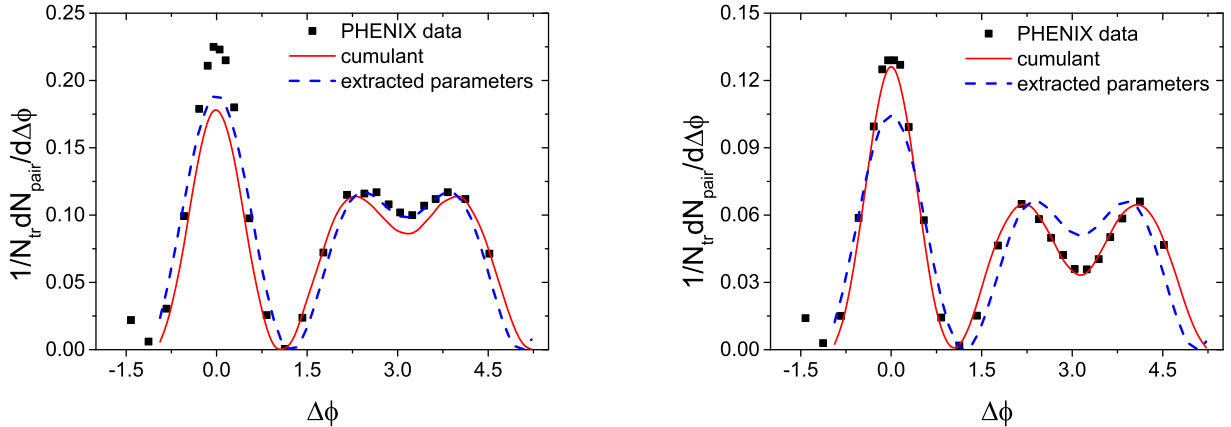 0.25
0.20
0.15
0.10
0.05
0.00
-1.5 0.0 1.5 3.0 4.5
Δϕ
1/N_tr dN_pair/dΔϕ
PHENIX data
cumulant
extracted parameters
0.15
0.12
0.09
0.06
0.03
0.00
-1.5 0.0 1.5 3.0 4.5
Δϕ
1/N_tr dN_pair/dΔϕ
PHENIX data
cumulant
extracted parameters